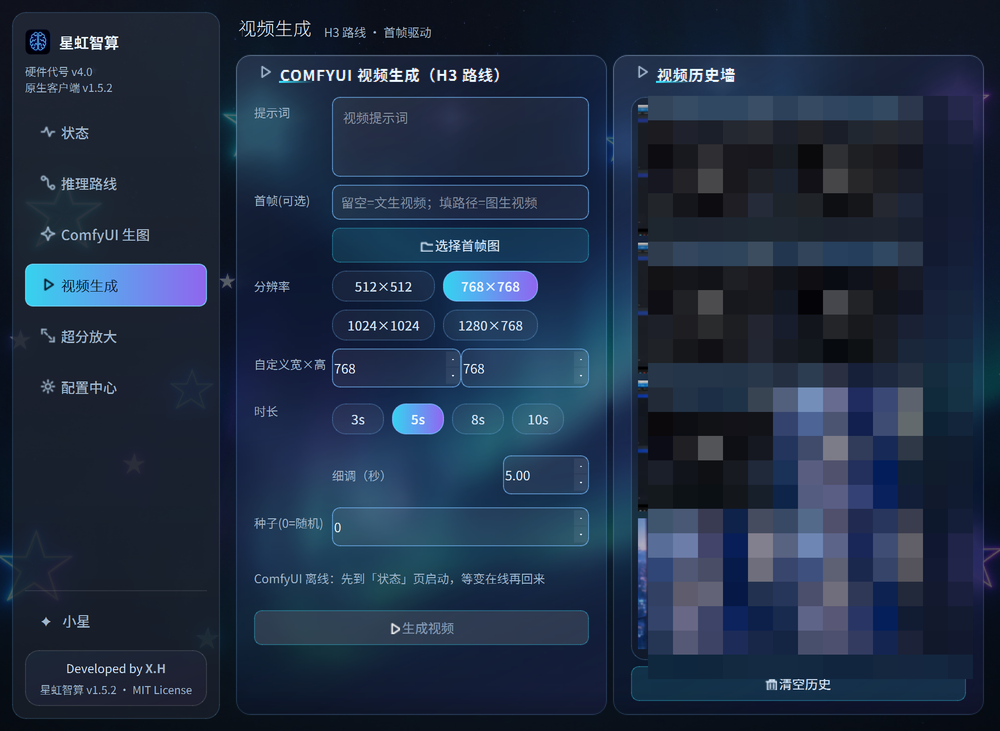 星虹智算
硬件代号 v4.0
原生客户端 v1.5.2
状态
推理路线
ComfyUI 生图
视频生成
超分放大
配置中心
小星
Developed by X.H
星虹智算 v1.5.2 • MIT License
视频生成 H3 路线 • 首帧驱动
COMFYUI 视频生成（H3 路线）
提示词
视频提示词
首帧(可选)
留空=文生视频；填路径=图生视频
选择首帧图
分辨率
512×512
768×768
1024×1024
1280×768
自定义宽×高
768
768
时长
3s
5s
8s
10s
细调（秒）
5.00
种子(0=随机)
0
ComfyUI 离线：先到「状态」页启动，等变在线再回来
生成视频
视频历史墙
清空历史